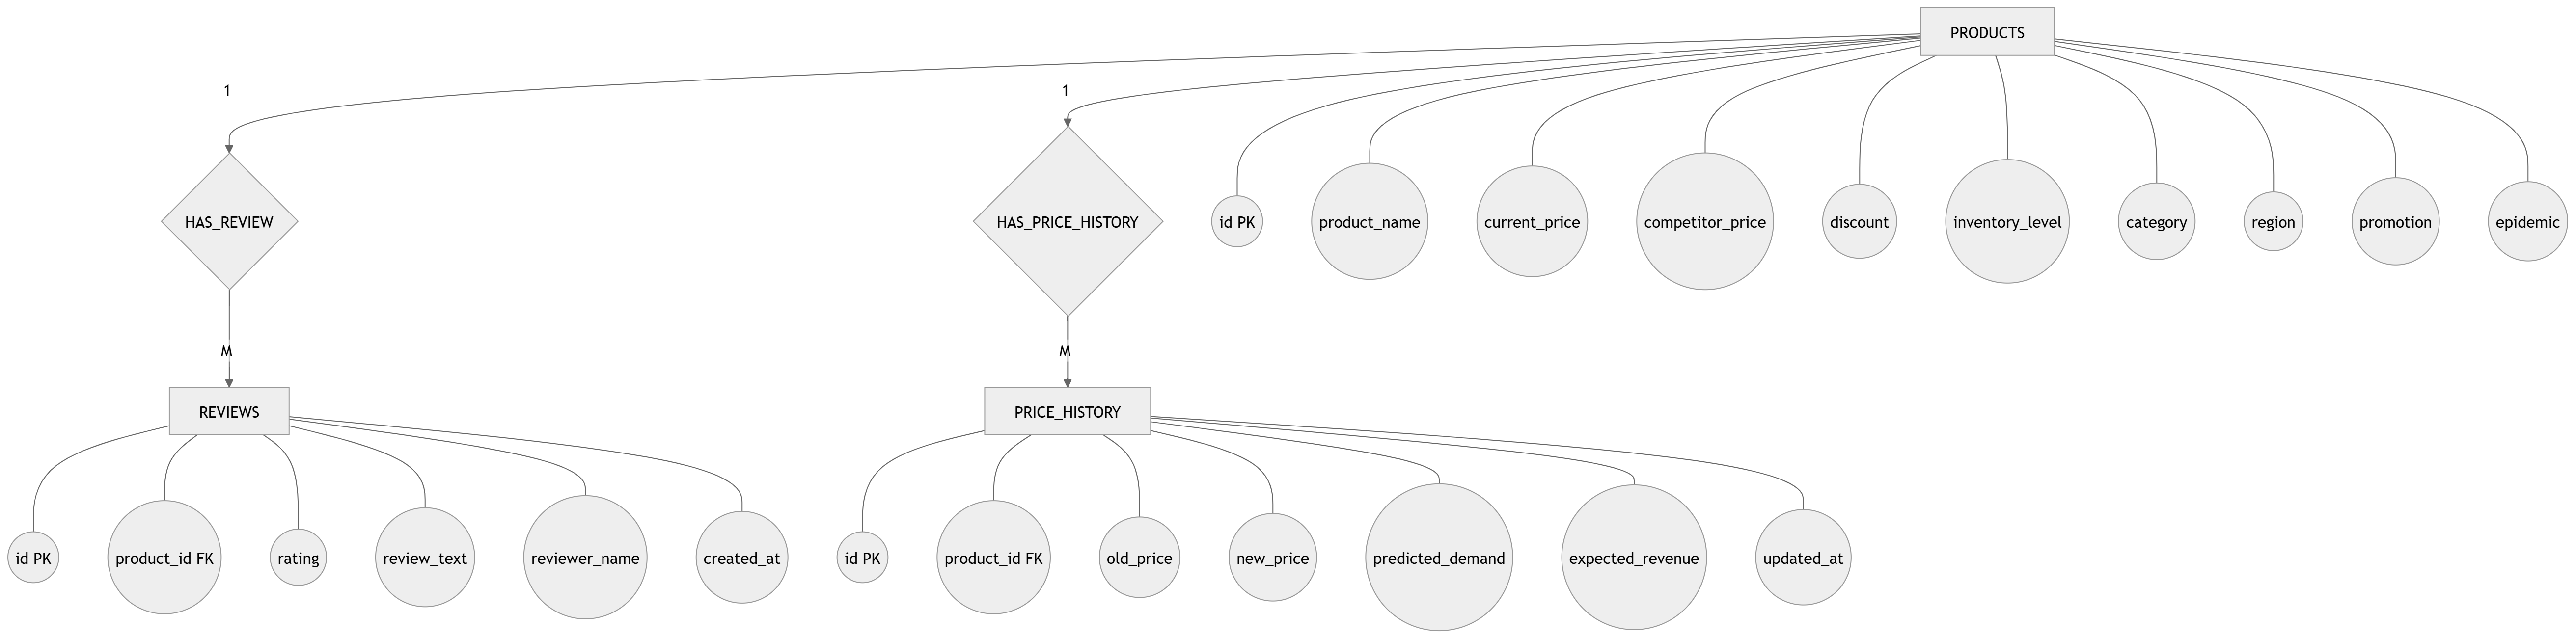 PRODUCTS
1
1
HAS_REVIEW
HAS_PRICE_HISTORY
id PK
product_name
current_price
competitor_price
discount
inventory_level
category
region
promotion
epidemic
M
M
REVIEWS
PRICE_HISTORY
id PK
product_id FK
rating
review_text
reviewer_name
created_at
id PK
product_id FK
old_price
new_price
predicted_demand
expected_revenue
updated_at